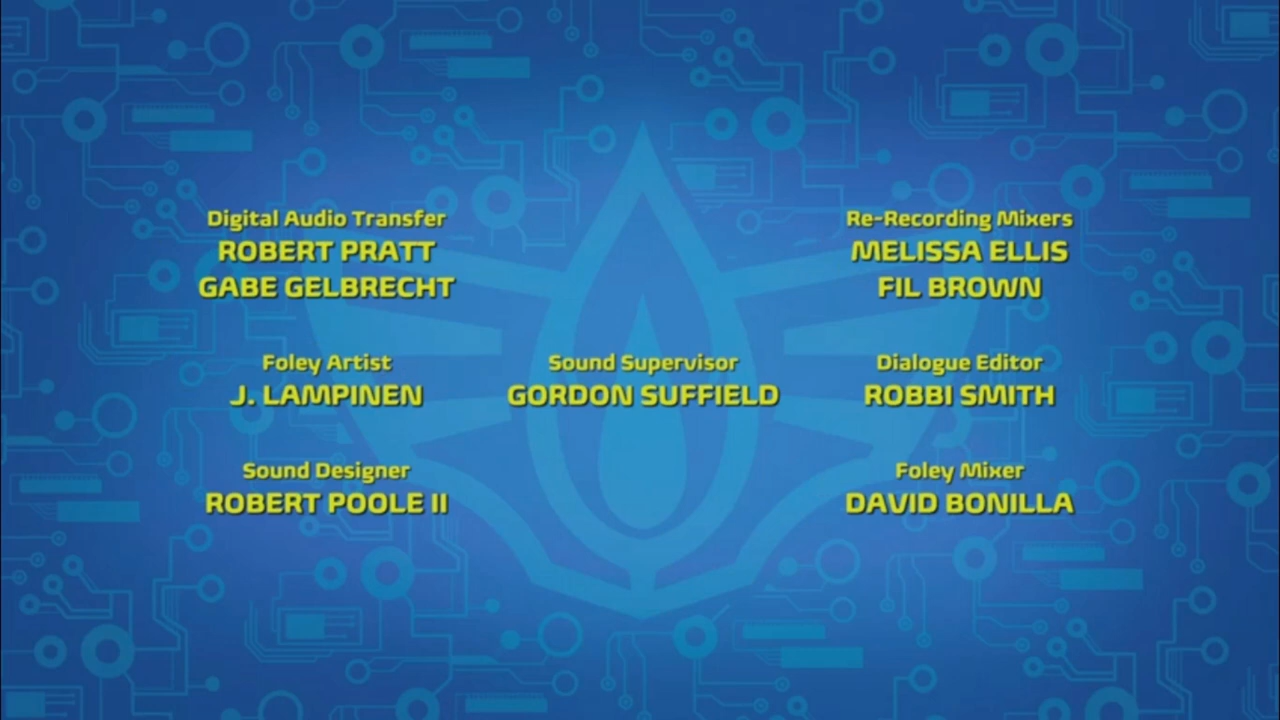 Digital Audio Transfer
ROBERT PRATT
GABE GELBRECHT
Re-Recording Mixers
MELISSA ELLIS
FIL BROWN
Foley Artist
J. LAMPINEN
Sound Supervisor
GORDON SUFFIELD
Dialogue Editor
ROBBI SMITH
Sound Designer
ROBERT POOLE II
Foley Mixer
DAVID BONILLA